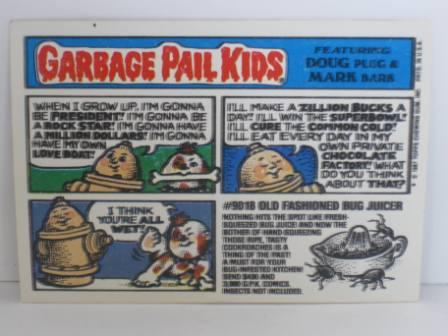 GARBAGE PAIL KIDS
FEATURING
DOUG PLUG &
MARK BARK
WHEN I GROW UP, I'M GONNA
BE PRESIDENT! I'M GONNA BE
A ROCK STAR! I'M GONNA HAVE
A MILLION DOLLARS! I'M GONNA
HAVE MY OWN
LOVE BOAT!
I'LL MAKE A ZILLION BUCKS A
DAY! I'LL WIN THE SUPERBOWL!
I'LL CURE THE COMMON COLD!
I'LL EAT EVERY DAY IN MY
OWN PRIVATE
CHOCOLATE
FACTORY! WHAT
DO YOU THINK
ABOUT THAT?
I THINK
YOU'RE ALL
WET!
#9018 OLD FASHIONED BUG JUICER
NOTHING HITS THE SPOT LIKE FRESH-
SQUEEZED BUG JUICE! AND NOW THE
BOTHER OF HAND SQUEEZING
THOSE RIPE, TASTY
COCKROACHES IS A
THING OF THE PAST!
A MUST FOR YOUR
BUG-INFESTED KITCHEN!
SEND $400 AND
3,000 G.P.K. COMICS.
INSECTS NOT INCLUDED.